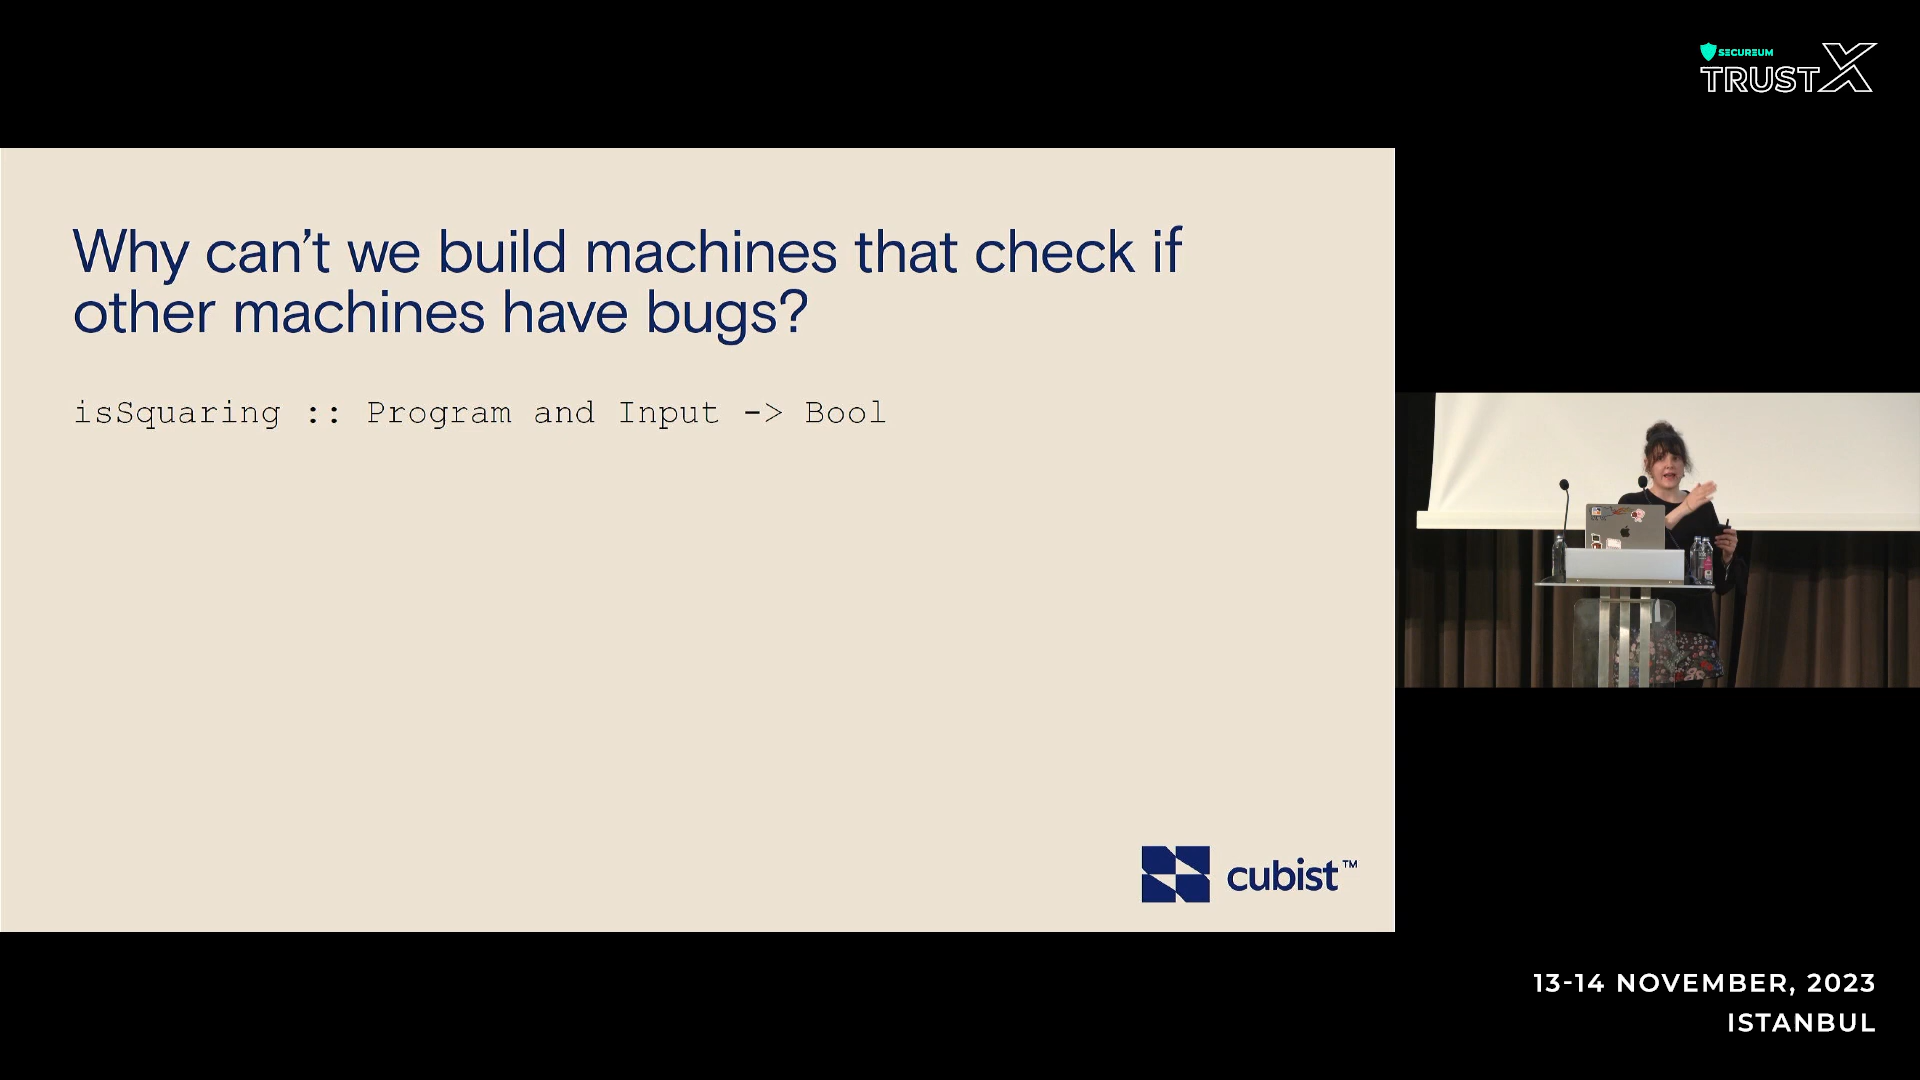 SECUREUM
TRUSTX
Why can't we build machines that check if
other machines have bugs?
isSquaring :: Program and Input -> Bool
cubist™
13-14 NOVEMBER, 2023
ISTANBUL